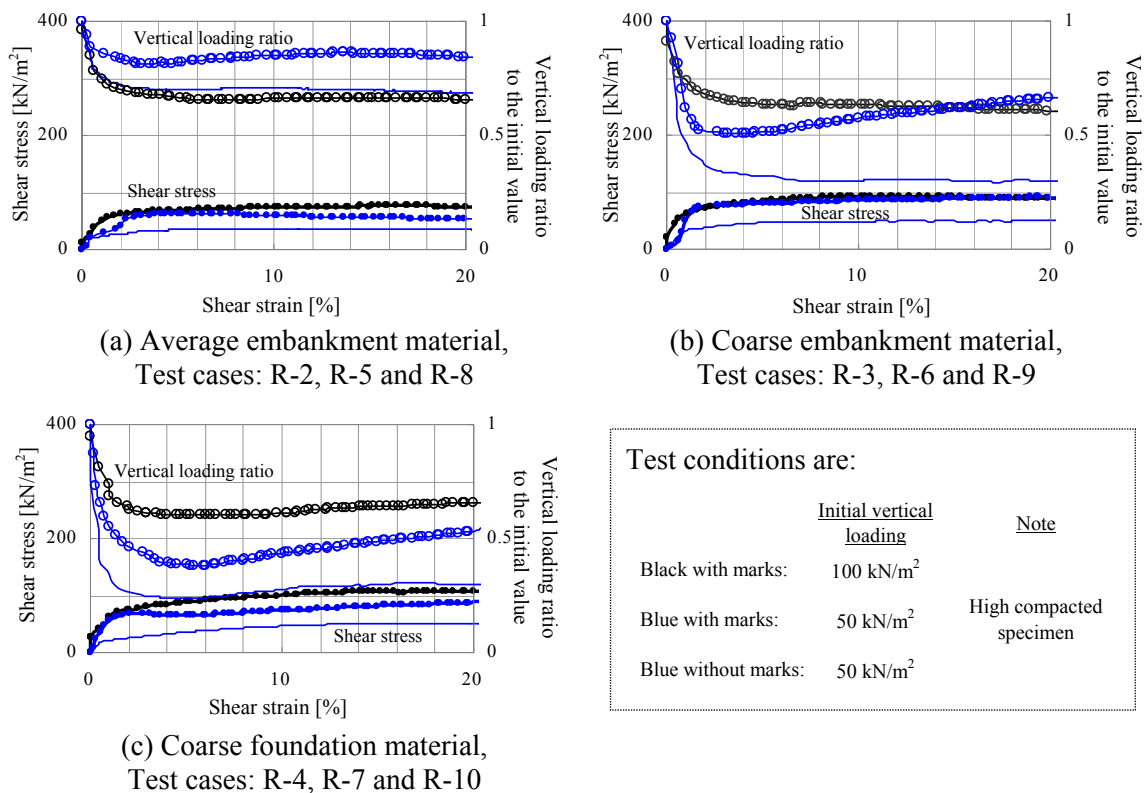 400
300
200
100
0
Shear stress [kN/m²]
Vertical loading ratio
Shear stress
1
0.5
0
Vertical loading ratio
to the initial
value
0
10
20
Shear strain [%]
(a) Average embankment material,
Test cases: R-2, R-5 and R-8
400
300
200
100
0
Shear stress [kN/m²]
Vertical loading ratio
Shear stress
1
0.5
0
Vertical loading ratio
to the initial
value
0
10
20
Shear strain [%]
(b) Coarse embankment material,
Test cases: R-3, R-6 and R-9
400
300
200
100
0
Shear stress [kN/m²]
Vertical loading ratio
Shear stress
1
0.5
0
Vertical loading ratio
to the initial value
0
10
20
Shear strain [%]
(c) Coarse foundation material,
Test cases: R-4, R-7 and R-10
Test conditions are:
Initial vertical
loading
Note
Black with marks: 100 kN/m²
Blue with marks: 50 kN/m²
High compacted
specimen
Blue without marks: 50 kN/m²